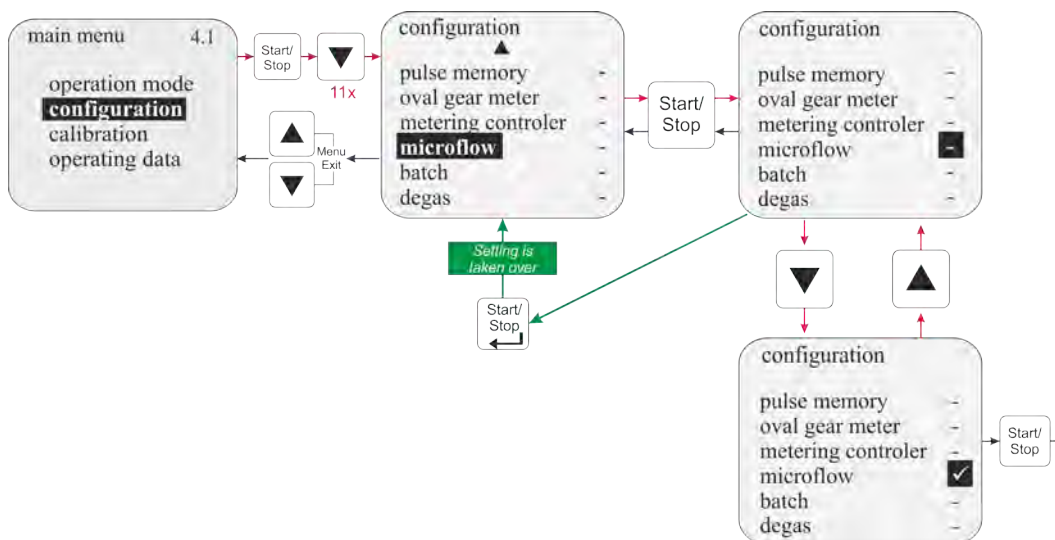 main menu 4.1
operation mode
configuration
calibration
operating data
Start/
Stop
▼
11x
▲
▼
Menu
Exit
configuration
▲
pulse memory -
oval gear meter -
metering controler -
microflow -
batch -
degas -
Setting is
taken over
Start/
Stop
Start/
Stop
configuration
pulse memory -
oval gear meter -
metering controler -
microflow -
batch -
degas -
▼
▲
configuration
pulse memory -
oval gear meter -
metering controler -
microflow ✓
batch -
degas -
Start/
Stop